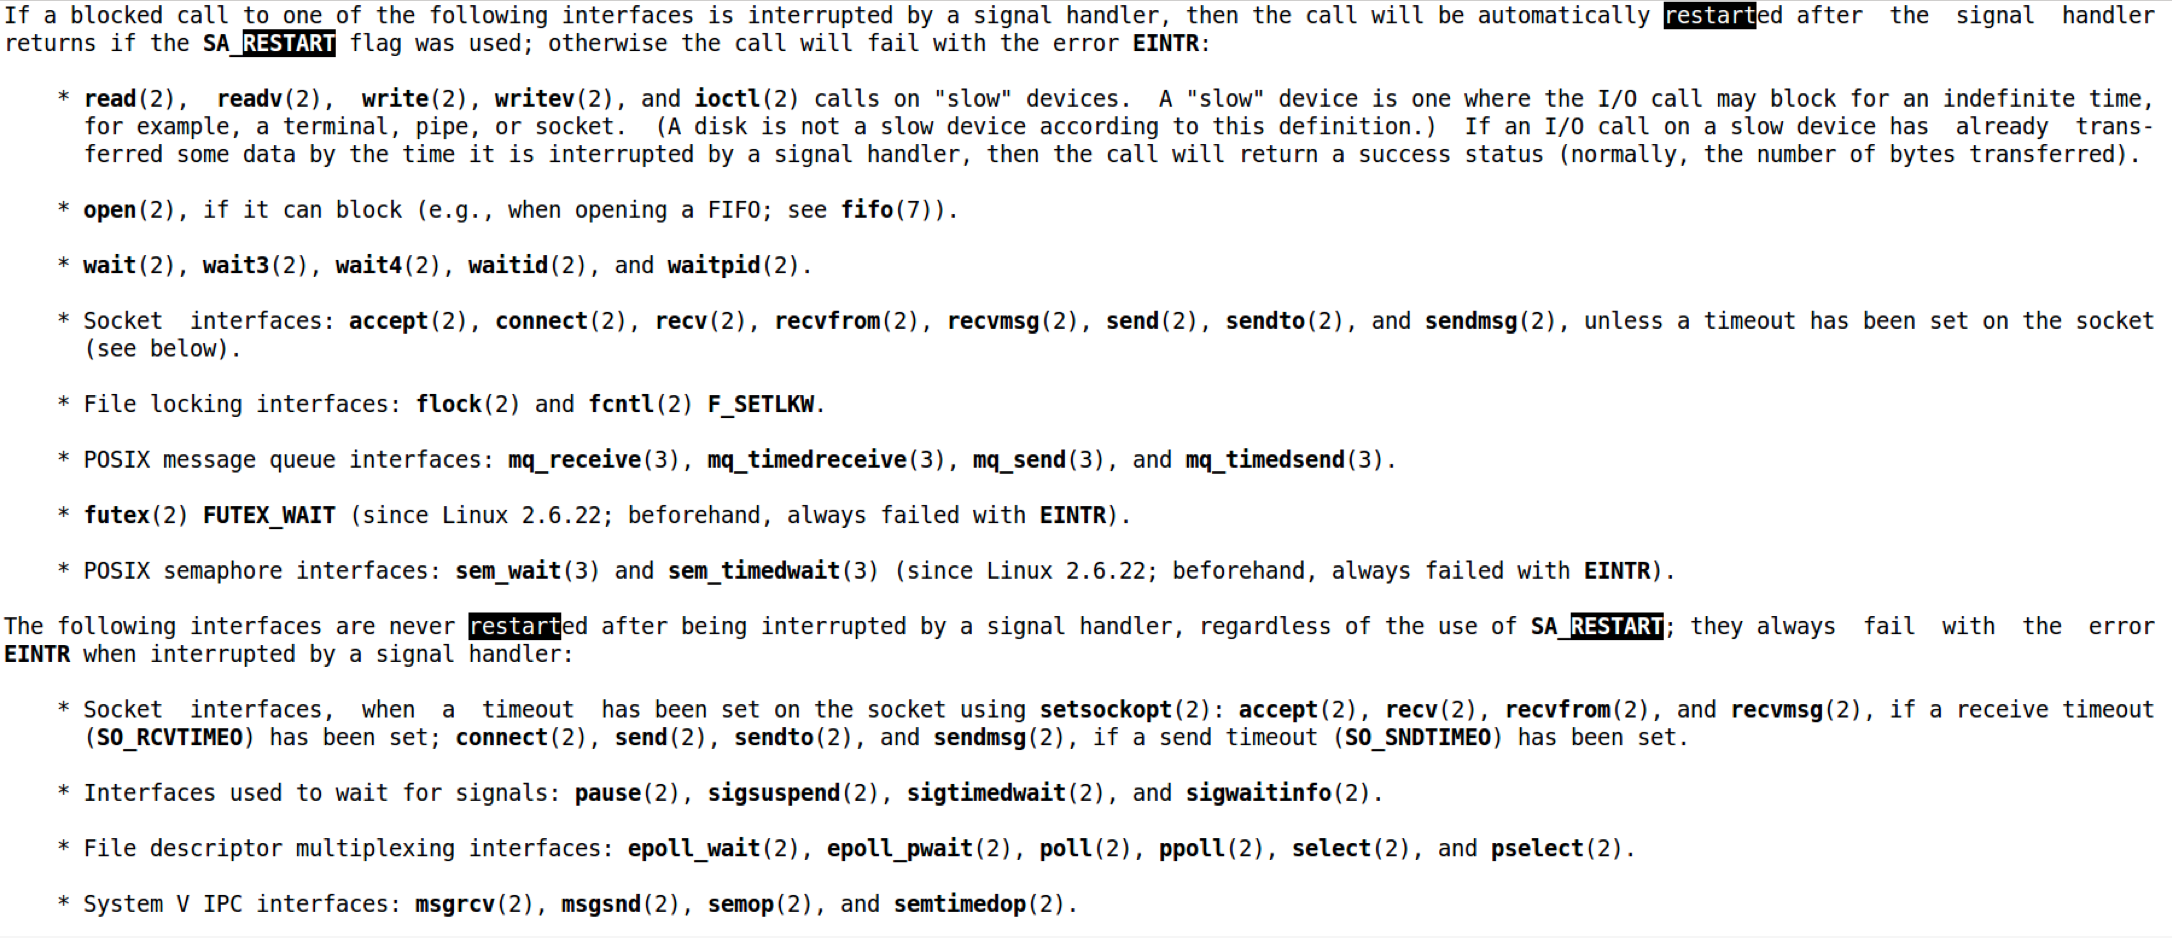 If a blocked call to one of the following interfaces is interrupted by a signal handler, then the call will be automatically restarted after the signal handler
returns if the SA_RESTART flag was used; otherwise the call will fail with the error EINTR:
* read(2), readv(2), write(2), writev(2), and ioctl(2) calls on "slow" devices. A "slow" device is one where the I/O call may block for an indefinite time,
for example, a terminal, pipe, or socket. (A disk is not a slow device according to this definition.) If an I/O call on a slow device has already trans-
ferred some data by the time it is interrupted by a signal handler, then the call will return a success status (normally, the number of bytes transferred).
* open(2), if it can block (e.g., when opening a FIFO; see fifo(7)).
* wait(2), wait3(2), wait4(2), waitid(2), and waitpid(2).
* Socket interfaces: accept(2), connect(2), recv(2), recvfrom(2), recvmsg(2), send(2), sendto(2), and sendmsg(2), unless a timeout has been set on the socket
(see below).
* File locking interfaces: flock(2) and fcntl(2) F_SETLKW.
* POSIX message queue interfaces: mq_receive(3), mq_timedreceive(3), mq_send(3), and mq_timedsend(3).
* futex(2) FUTEX_WAIT (since Linux 2.6.22; beforehand, always failed with EINTR).
* POSIX semaphore interfaces: sem_wait(3) and sem_timedwait(3) (since Linux 2.6.22; beforehand, always failed with EINTR).
The following interfaces are never restarted after being interrupted by a signal handler, regardless of the use of SA_RESTART; they always fail with the error
EINTR when interrupted by a signal handler:
* Socket interfaces, when a timeout has been set on the socket using setsockopt(2): accept(2), recv(2), recvfrom(2), and recvmsg(2), if a receive timeout
(SO_RCVTIMEO) has been set; connect(2), send(2), sendto(2), and sendmsg(2), if a send timeout (SO_SNDTIMEO) has been set.
* Interfaces used to wait for signals: pause(2), sigsuspend(2), sigtimedwait(2), and sigwaitinfo(2).
* File descriptor multiplexing interfaces: epoll_wait(2), epoll_pwait(2), poll(2), ppoll(2), select(2), and pselect(2).
* System V IPC interfaces: msgrcv(2), msgsnd(2), semop(2), and semtimedop(2).